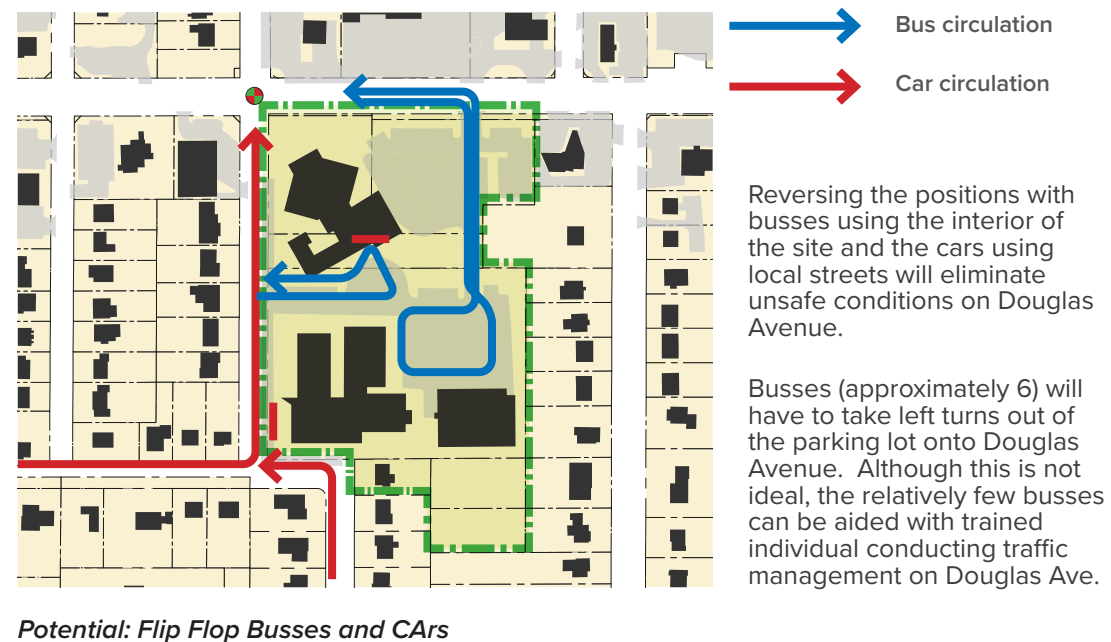 Bus circulation
Car circulation
Reversing the positions with
busses using the interior of
the site and the cars using
local streets will eliminate
unsafe conditions on Douglas
Avenue.
Busses (approximately 6) will
have to take left turns out of
the parking lot onto Douglas
Avenue.  Although this is not
ideal, the relatively few busses
can be aided with trained
individual conducting traffic
management on Douglas Ave.
Potential: Flip Flop Busses and CArs